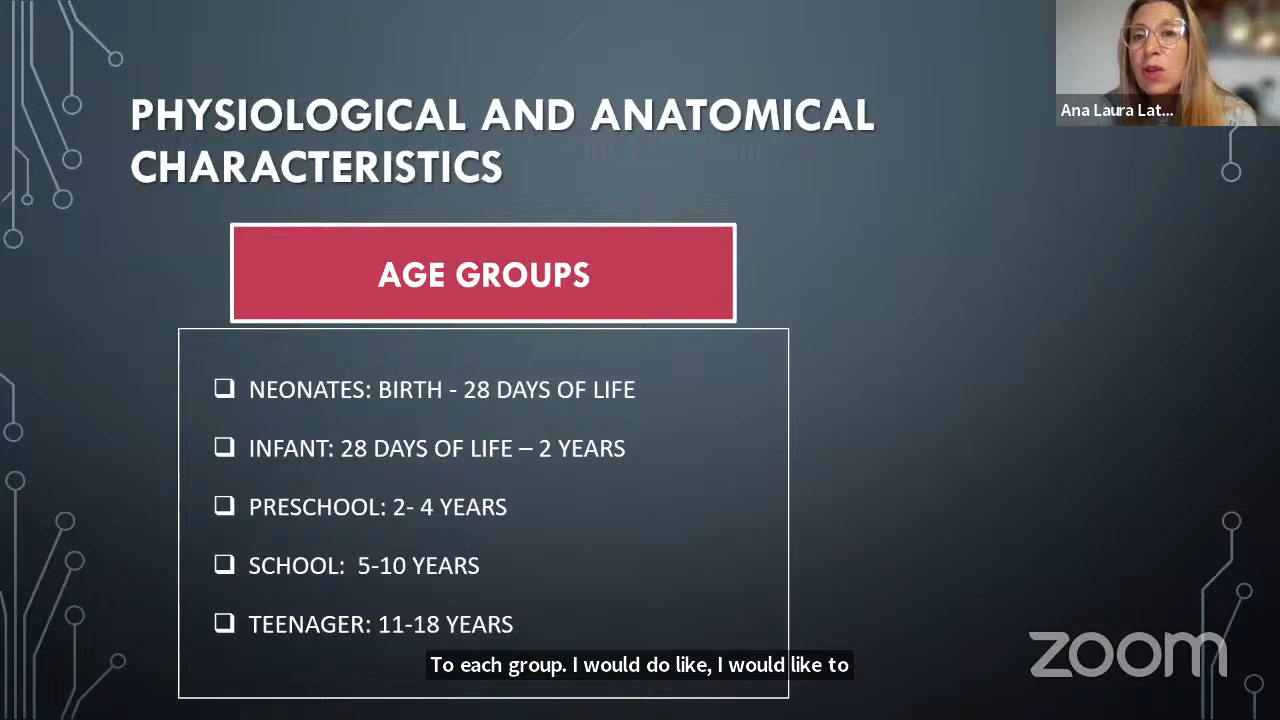 Ana Laura Lat...
PHYSIOLOGICAL AND ANATOMICAL
CHARACTERISTICS
AGE GROUPS
NEONATES: BIRTH - 28 DAYS OF LIFE
INFANT: 28 DAYS OF LIFE – 2 YEARS
PRESCHOOL: 2- 4 YEARS
SCHOOL:  5-10 YEARS
TEENAGER: 11-18 YEARS
To each group. I would do like, I would like to
zoom